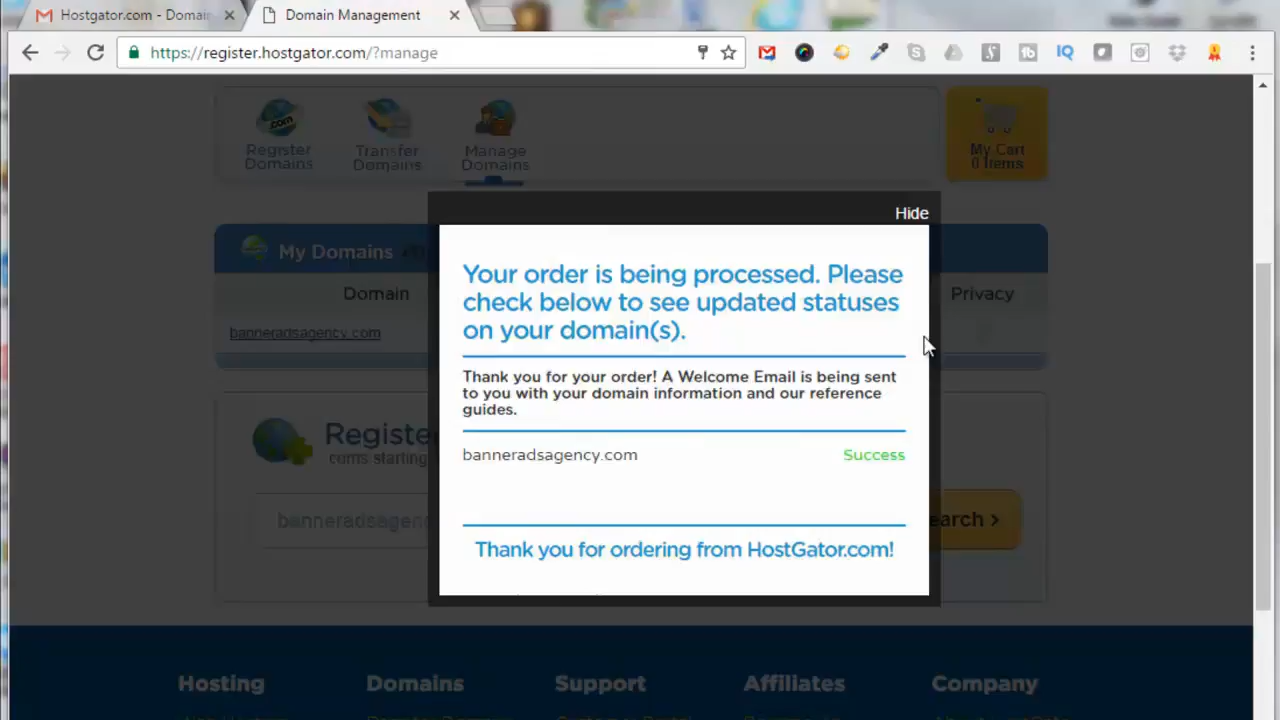 Hostgator.com - Domain
Domain Management
https://register.hostgator.com/?manage
Register
Domains
Transfer
Domains
Manage
Domains
My Cart
0 Items
Hide
My Domains
Domain
Privacy
banneradsagency.com
Your order is being processed. Please
check below to see updated statuses
on your domain(s).
Thank you for your order! A Welcome Email is being sent
to you with your domain information and our reference
guides.
banneradsagency.com Success
Thank you for ordering from HostGator.com!
Registe
coms starting
banneradsagenc
earch >
Hosting
Domains
Support
Affiliates
Company